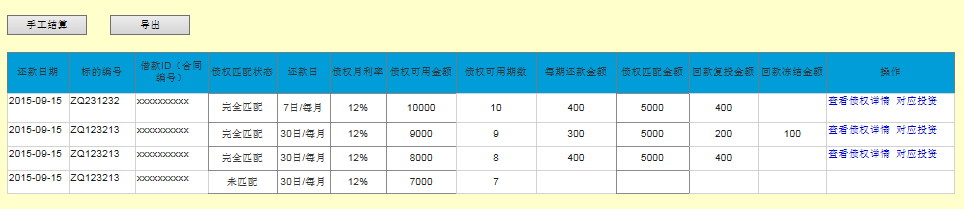 手工结算 导出
还款日期 标的编号 借款ID（合同编号） 债权匹配状态 还款日 债权月利率 债权可用金额 债权可用期数 每期还款金额 债权匹配金额 回款复投金额 回款冻结金额 操作
2015-09-15 ZQ231232 xxxxxxxxxx 完全匹配 7日/每月 12% 10000 10 400 5000 400 查看债权详情 对应投资
2015-09-15 ZQ123213 xxxxxxxxxx 完全匹配 30日/每月 12% 9000 9 300 5000 200 100 查看债权详情 对应投资
2015-09-15 ZQ123213 xxxxxxxxxx 完全匹配 30日/每月 12% 8000 8 400 5000 400 查看债权详情 对应投资
2015-09-15 ZQ123213 xxxxxxxxxx 未匹配 30日/每月 12% 7000 7